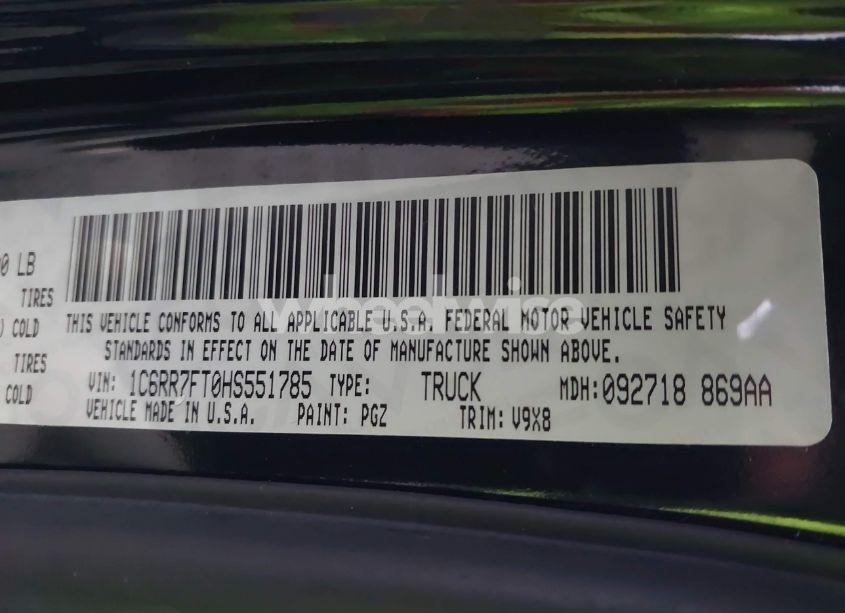 00 LB
TIRES
) COLD
TIRES
COLD
THIS VEHICLE CONFORMS TO ALL APPLICABLE U.S.A. FEDERAL MOTOR VEHICLE SAFETY
STANDARDS IN EFFECT ON THE DATE OF MANUFACTURE SHOWN ABOVE.
VIN: 1C6RR7FT0HS551785 TYPE: TRUCK MDH:092718 869AA
VEHICLE MADE IN U.S.A. PAINT: PGZ TRIM: V9X8
wheelwise